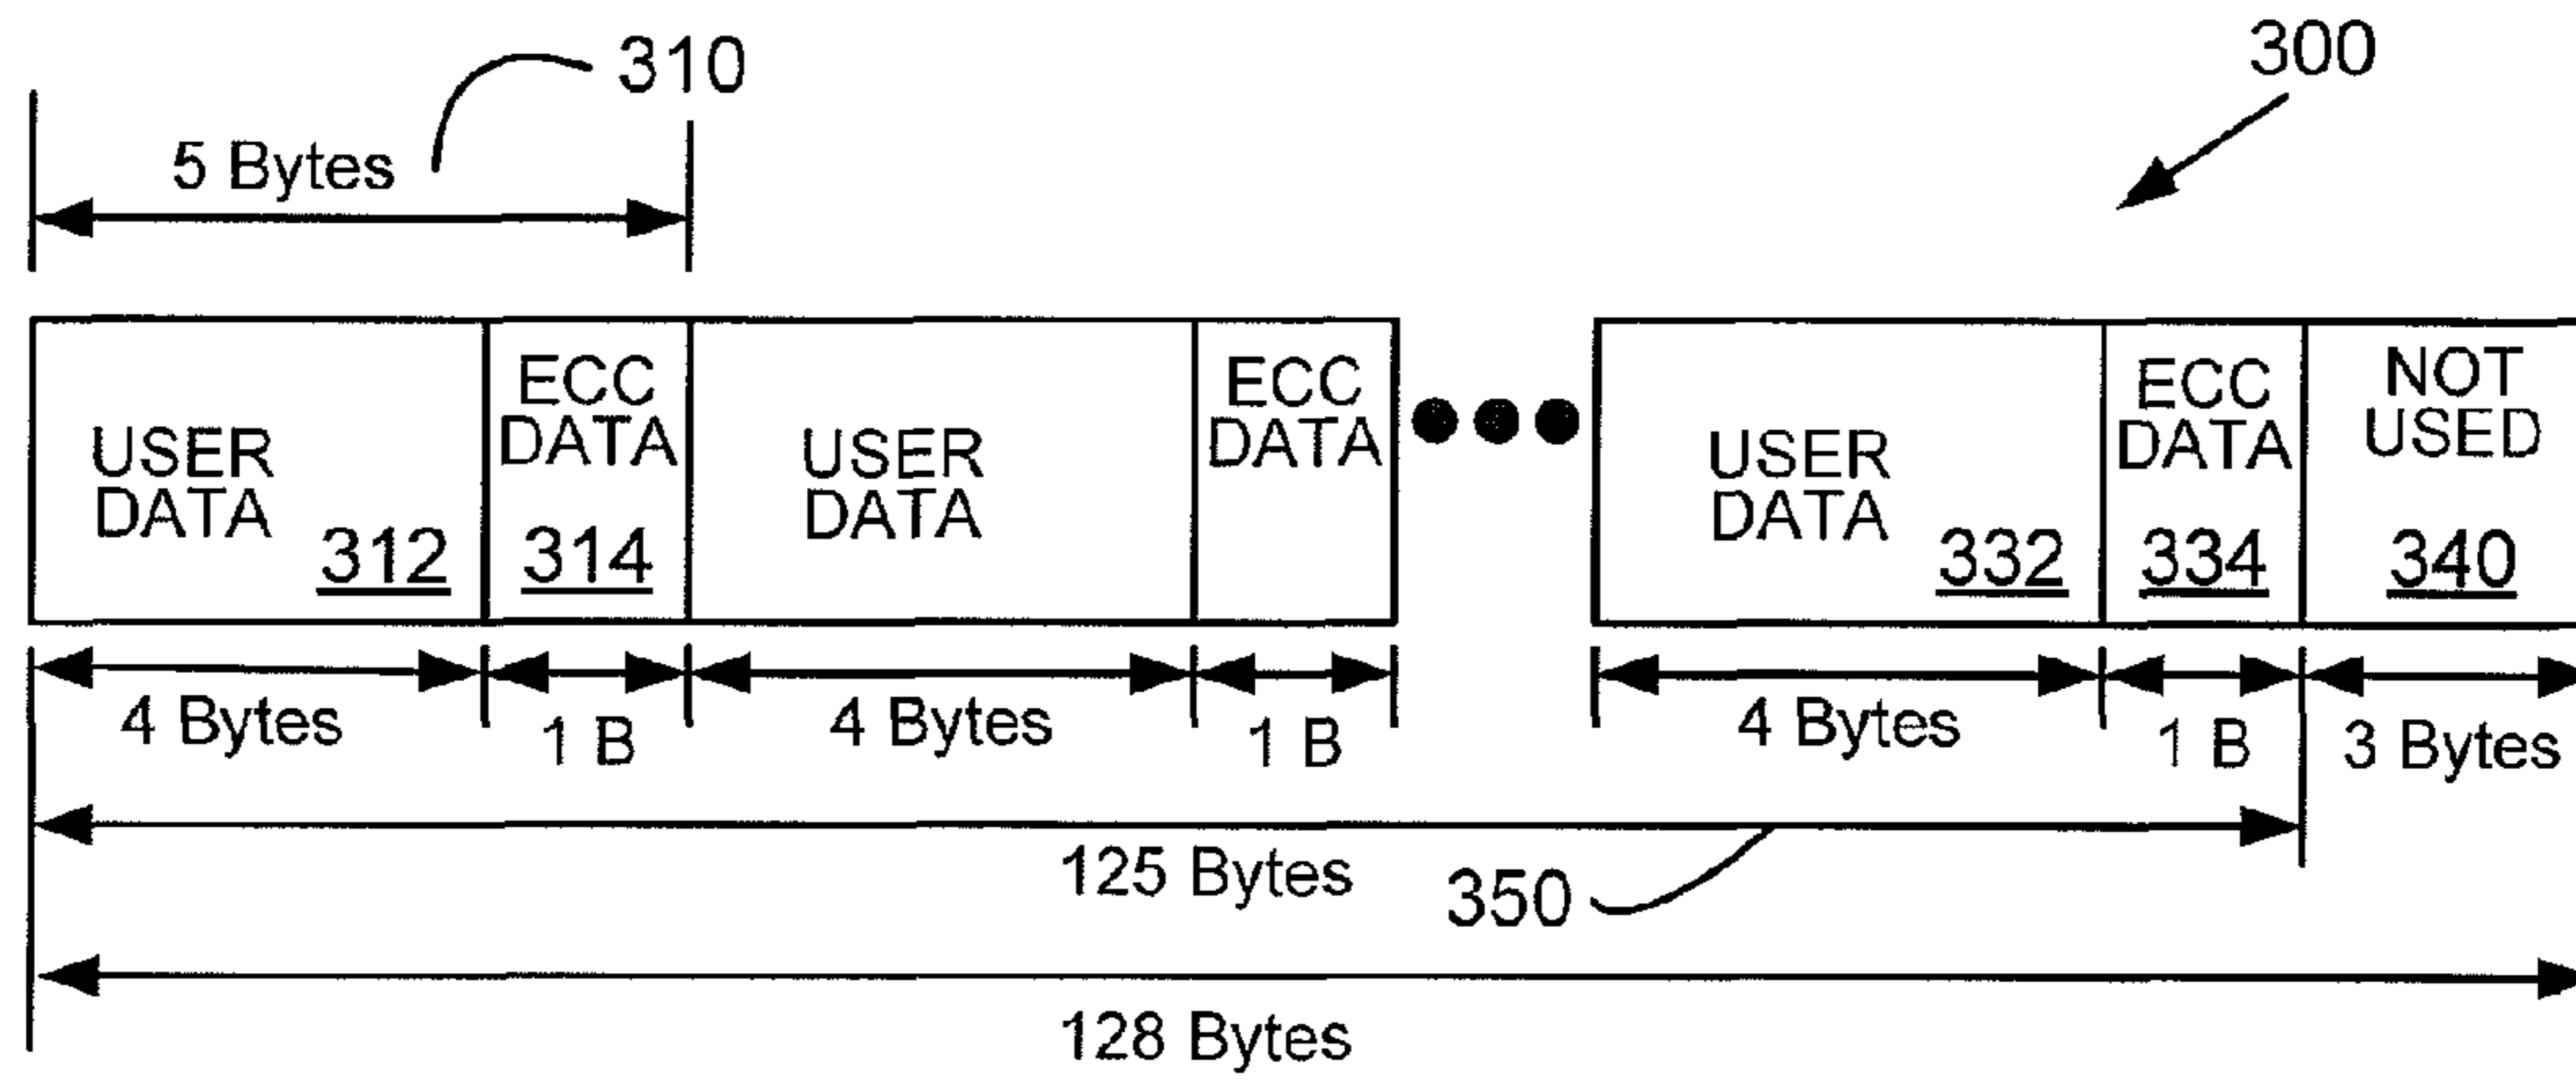 310
300
5 Bytes
USER
DATA
312
ECC
DATA
314
USER
DATA
ECC
DATA
USER
DATA
332
ECC
DATA
334
NOT
USED
340
4 Bytes
1 B
4 Bytes
1 B
4 Bytes
1 B
3 Bytes
125 Bytes
350
128 Bytes